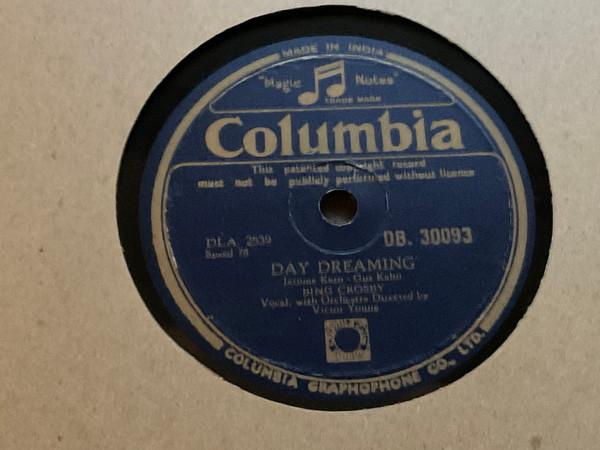 MADE IN INDIA
"Magic Notes"
TRADE MARK
Columbia
This patented copyright record
must not be publicly performed without licence
DLA 2539
Speed 78
DB. 30093
DAY DREAMING
Jerome Kern - Gus Kahn
BING CROSBY
Vocal, with Orchestra Directed by
Victor Young
COLUMBIA GRAPHOPHONE CO., LTD.